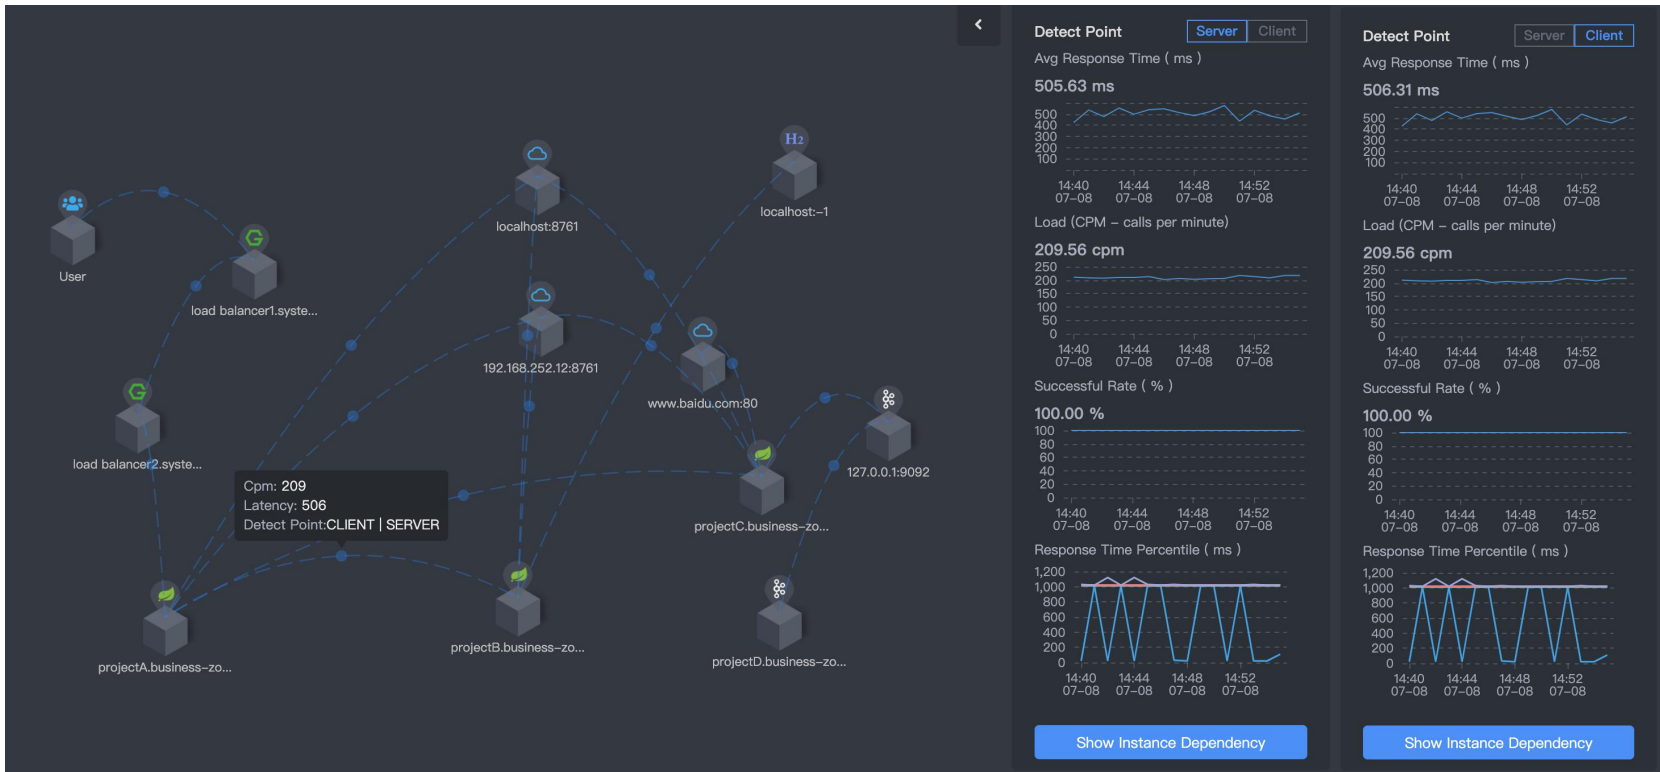 H2
localhost:8761
localhost:-1
User
load balancer1.syste...
192.168.252.12:8761
www.baidu.com:80
load balancer2.syste...
127.0.0.1:9092
Cpm: 209
Latency: 506
Detect Point:CLIENT | SERVER
projectC.business-zo...
projectB.business-zo...
projectD.business-zo...
projectA.business-zo...
Detect Point
Server
Client
Avg Response Time ( ms )
505.63 ms
500
400
300
200
100
14:40 14:44 14:48 14:52
07-08 07-08 07-08 07-08
Load (CPM - calls per minute)
209.56 cpm
250
200
150
100
50
0
14:40 14:44 14:48 14:52
07-08 07-08 07-08 07-08
Successful Rate ( % )
100.00 %
100
80
60
40
20
0
14:40 14:44 14:48 14:52
07-08 07-08 07-08 07-08
Response Time Percentile ( ms )
1,200
1,000
800
600
400
200
0
14:40 14:44 14:48 14:52
07-08 07-08 07-08 07-08
Show Instance Dependency
Detect Point
Server
Client
Avg Response Time ( ms )
506.31 ms
500
400
300
200
100
14:40 14:44 14:48 14:52
07-08 07-08 07-08 07-08
Load (CPM - calls per minute)
209.56 cpm
250
200
150
100
50
0
14:40 14:44 14:48 14:52
07-08 07-08 07-08 07-08
Successful Rate ( % )
100.00 %
100
80
60
40
20
0
14:40 14:44 14:48 14:52
07-08 07-08 07-08 07-08
Response Time Percentile ( ms )
1,200
1,000
800
600
400
200
0
14:40 14:44 14:48 14:52
07-08 07-08 07-08 07-08
Show Instance Dependency